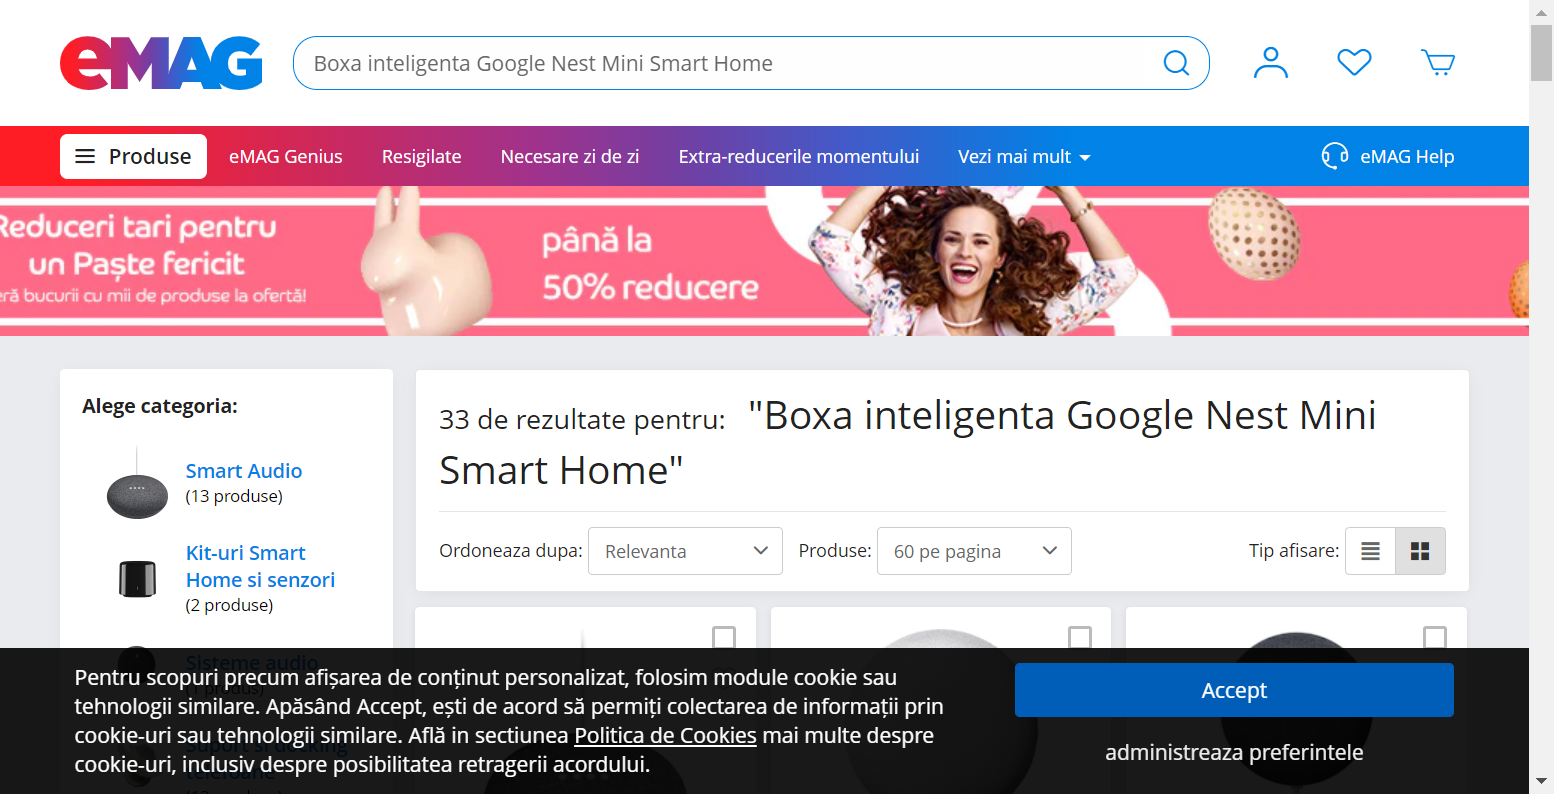 eMAG
Boxa inteligenta Google Nest Mini Smart Home
Produse
eMAG Genius
Resigilate
Necesare zi de zi
Extra-reducerile momentului
Vezi mai mult
eMAG Help
Reduceri tari pentru
un Paște fericit
eră bucurii cu mii de produse la ofertă!
până la
50% reducere
Alege categoria:
Smart Audio
(13 produse)
Kit-uri Smart
Home si senzori
(2 produse)
Sisteme audio
(1 produs)
Suport si docking
telefoane
33 de rezultate pentru: "Boxa inteligenta Google Nest Mini
Smart Home"
Ordoneaza dupa:
Relevanta
Produse:
60 pe pagina
Tip afisare:
Pentru scopuri precum afișarea de conținut personalizat, folosim module cookie sau
tehnologii similare. Apăsând Accept, ești de acord să permiți colectarea de informații prin
cookie-uri sau tehnologii similare. Află in sectiunea Politica de Cookies mai multe despre
cookie-uri, inclusiv despre posibilitatea retragerii acordului.
Accept
administreaza preferintele